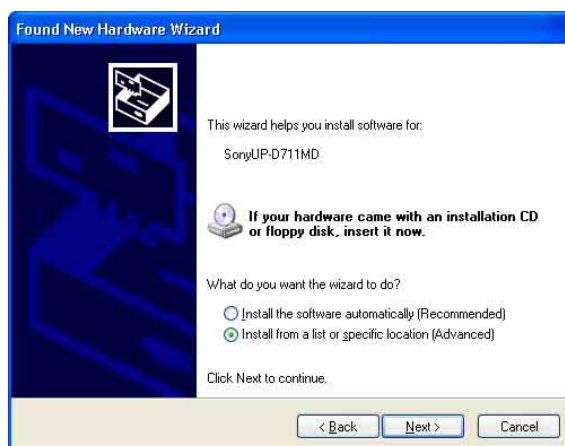 Found New Hardware Wizard
This wizard helps you install software for:
SonyUP-D711MD
If your hardware came with an installation CD
or floppy disk, insert it now.
What do you want the wizard to do?
Install the software automatically (Recommended)
Install from a list or specific location (Advanced)
Click Next to continue.
< Back Next > Cancel